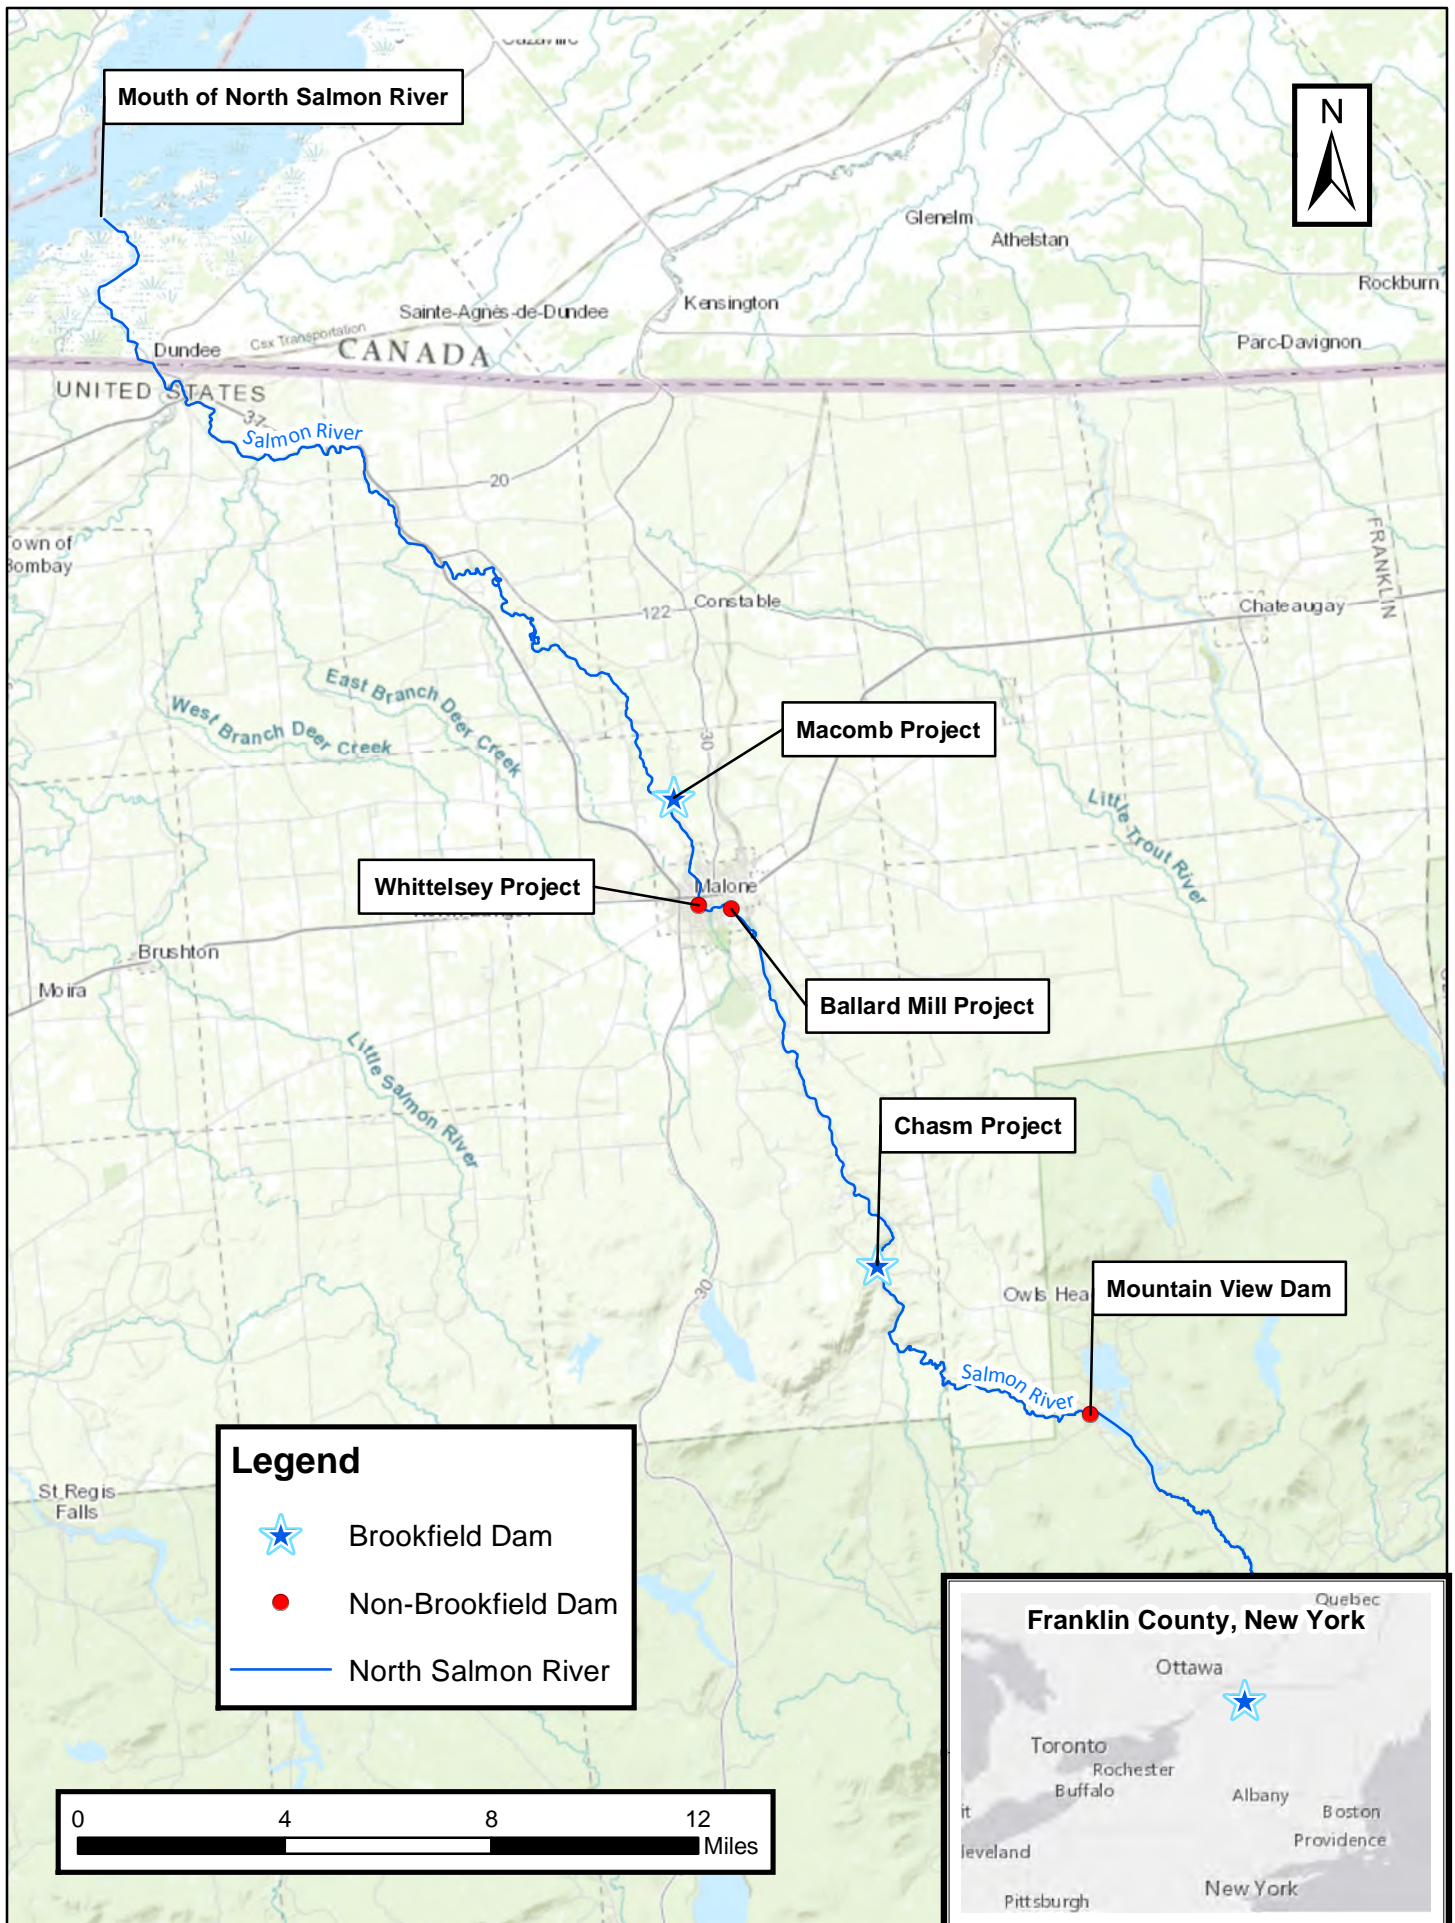 Mouth of North Salmon River
N
Glenelm
Athelstan
Rockburn
Kensington
Sainte-Agnès-de-Dundee
Csx Transportation
Parc-Davignon
Dundee
CANADA
UNITED STATES
37
Salmon River
20
own of
Bombay
FRANKLIN
122
Constable
Chateaugay
East Branch Deer Creek
West Branch Deer Creek
30
Macomb Project
Little Trout River
Whittelsey Project
Malone
Brushton
Moira
Ballard Mill Project
Little Salmon River
Chasm Project
30
Owls Hea
Mountain View Dam
Salmon River
St Regis
Falls
Legend
Brookfield Dam
Non-Brookfield Dam
North Salmon River
0 4 8 12
Miles
Quebec
Franklin County, New York
Ottawa
Toronto
Rochester
Buffalo
Albany
it
Boston
Providence
leveland
New York
Pittsburgh